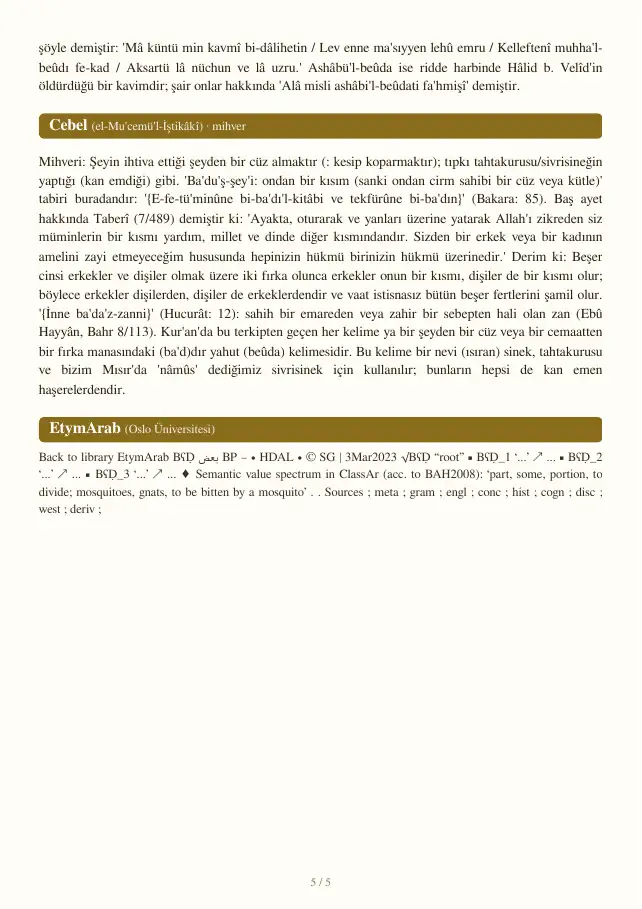 şöyle demiştir: 'Mâ küntü min kavmî bi-dâlihetin / Lev enne ma'sıyyen lehû emru / Kelleftenî muhha'l-
beûdı fe-kad / Aksartü lâ nüchun ve lâ uzru.' Ashâbü'l-beûda ise ridde harbinde Hâlid b. Velîd'in
öldürdüğü bir kavimdir; şair onlar hakkında 'Alâ misli ashâbi'l-beûdati fa'hmişî' demiştir.
Cebel (el-Mu'cemü'l-İştikâkî) · mihver
Mihveri: Şeyin ihtiva ettiği şeyden bir cüz almaktır (: kesip koparmaktır); tıpkı tahtakurusu/sivrisineğin
yaptığı (kan emdiği) gibi. 'Ba'du'ş-şey'i: ondan bir kısım (sanki ondan cirm sahibi bir cüz veya kütle)'
tabiri buradandır: '{E-fe-tü'minûne bi-ba'dı'l-kitâbi ve tekfürûne bi-ba'dın}' (Bakara: 85). Baş ayet
hakkında Taberî (7/489) demiştir ki: 'Ayakta, oturarak ve yanları üzerine yatarak Allah'ı zikreden siz
müminlerin bir kısmı yardım, millet ve dinde diğer kısmındandır. Sizden bir erkek veya bir kadının
amelini zayi etmeyeceğim hususunda hepinizin hükmü birinizin hükmü üzerinedir.' Derim ki: Beşer
cinsi erkekler ve dişiler olmak üzere iki fırka olunca erkekler onun bir kısmı, dişiler de bir kısmı olur;
böylece erkekler dişilerden, dişiler de erkeklerdendir ve vaat istisnasız bütün beşer fertlerini şamil olur.
'{İnne ba'da'z-zanni}' (Hucurât: 12): sahih bir emareden veya zahir bir sebepten hali olan zan (Ebû
Hayyân, Bahr 8/113). Kur'an'da bu terkipten geçen her kelime ya bir şeyden bir cüz veya bir cemaatten
bir fırka manasındaki (ba'd)dır yahut (beûda) kelimesidir. Bu kelime bir nevi (ısıran) sinek, tahtakurusu
ve bizim Mısır'da 'nâmûs' dediğimiz sivrisinek için kullanılır; bunların hepsi de kan emen
haşerelerdendir.
EtymArab (Oslo Üniversitesi)
Back to library EtymArab BʕḌ بعض BP – • HDAL • © SG | 3Mar2023 √BʕḌ “root” ▪ BʕḌ_1 ‘...’ ↗ ... ▪ BʕḌ_2
‘...’ ↗ ... ▪ BʕḌ_3 ‘...’ ↗ ... ♦ Semantic value spectrum in ClassAr (acc. to BAH2008): ‘part, some, portion, to
divide; mosquitoes, gnats, to be bitten by a mosquito’ . . Sources ; meta ; gram ; engl ; conc ; hist ; cogn ; disc ;
west ; deriv ;
5 / 5